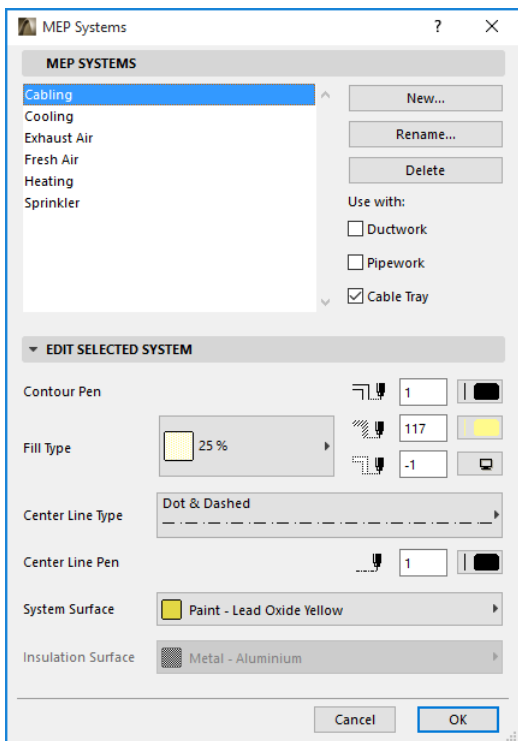 MEP Systems
?
MEP SYSTEMS
Cabling
Cooling
Exhaust Air
Fresh Air
Heating
Sprinkler
New...
Rename...
Delete
Use with:
Ductwork
Pipework
Cable Tray
EDIT SELECTED SYSTEM
Contour Pen
1
Fill Type
25 %
117
-1
Center Line Type
Dot & Dashed
Center Line Pen
1
System Surface
Paint - Lead Oxide Yellow
Insulation Surface
Metal - Aluminium
Cancel
OK